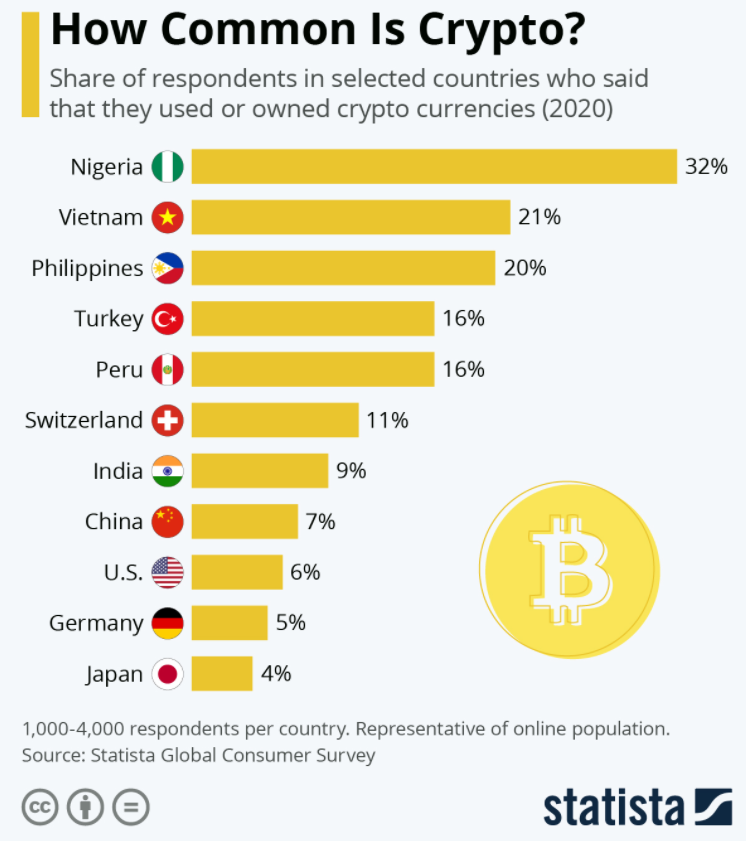 How Common Is Crypto?
Share of respondents in selected countries who said
that they used or owned crypto currencies (2020)
Nigeria 32%
Vietnam 21%
Philippines 20%
Turkey 16%
Peru 16%
Switzerland 11%
India 9%
China 7%
U.S. 6%
Germany 5%
Japan 4%
1,000-4,000 respondents per country. Representative of online population.
Source: Statista Global Consumer Survey
cc
statista